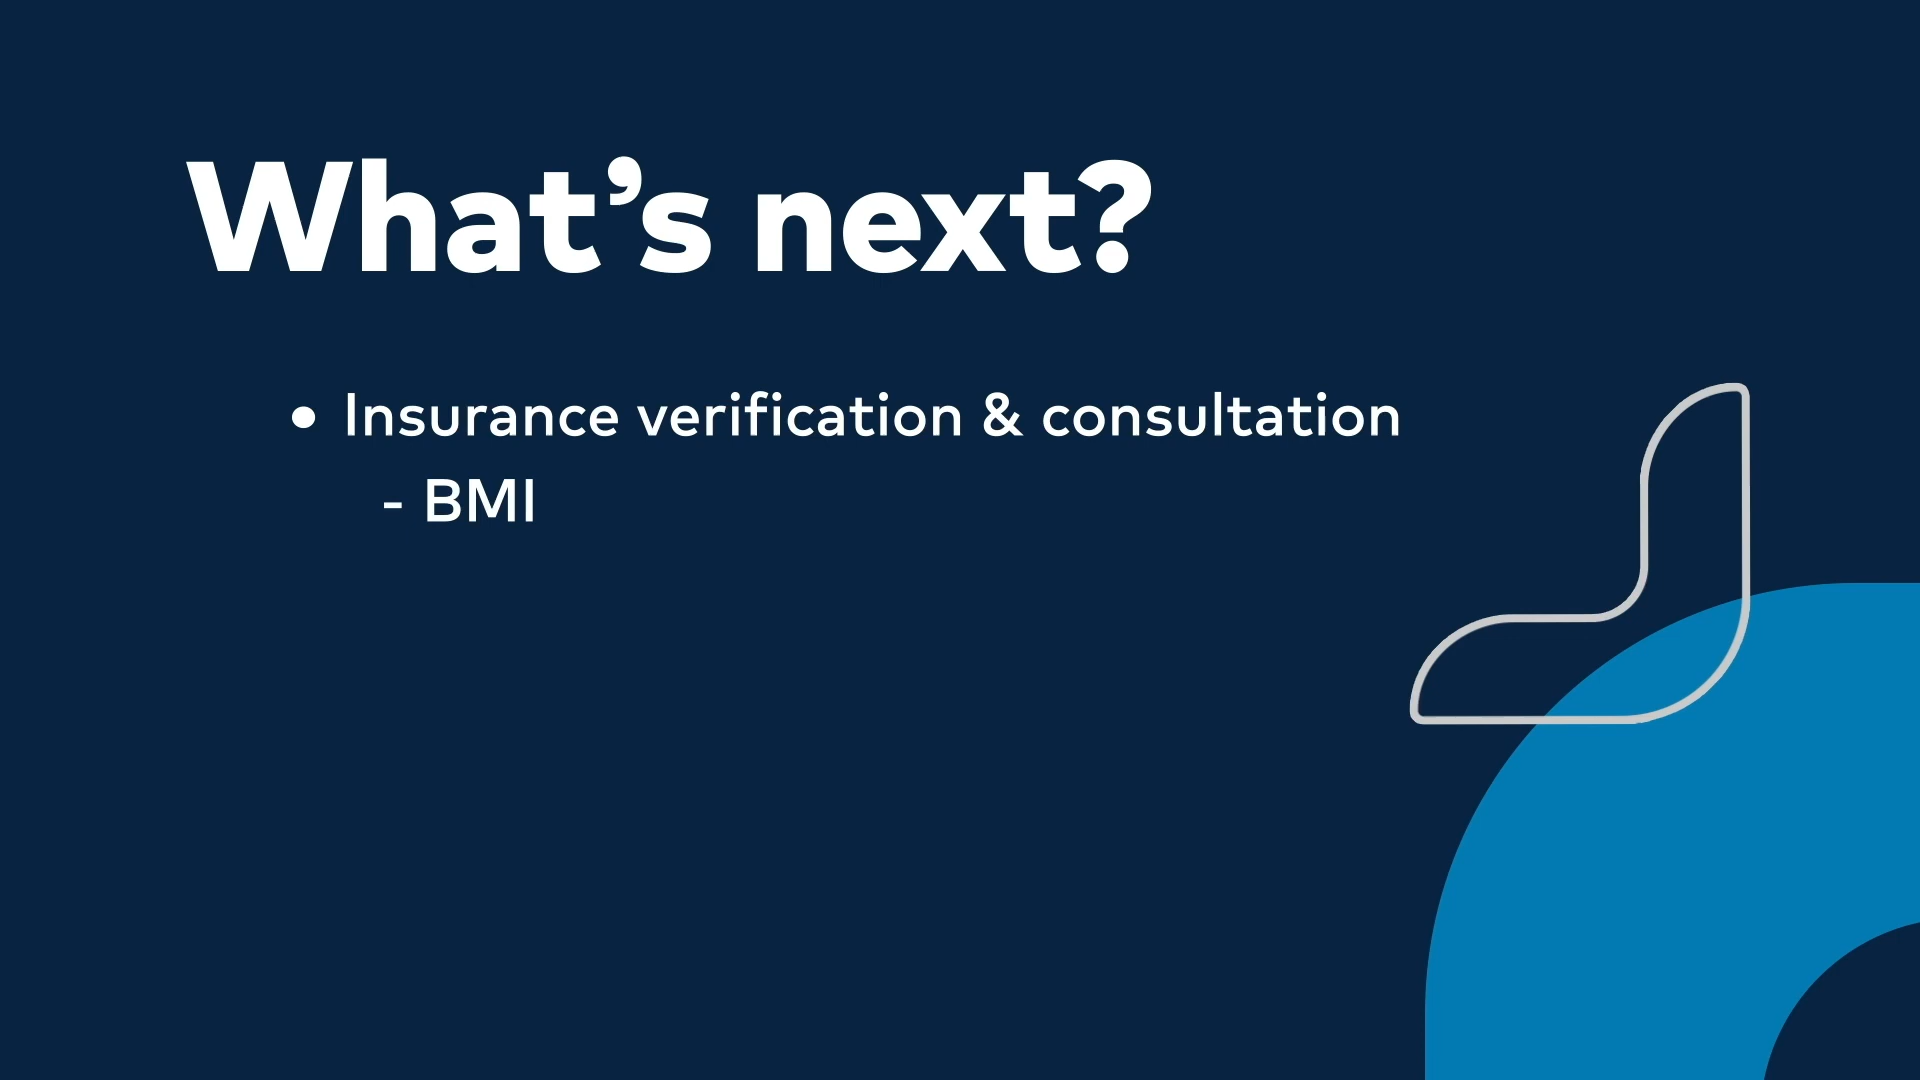 What’s next?
• Insurance verification & consultation
- BMI